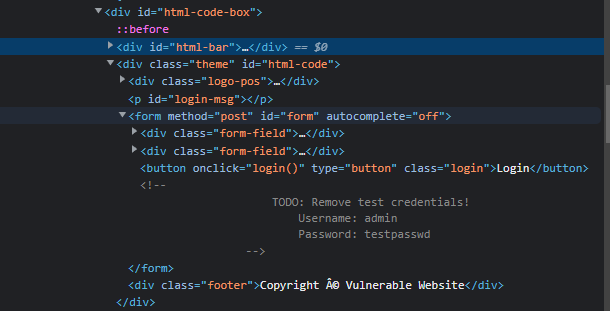 ▼<div id="html-code-box">
::before
▶<div id="html-bar">…</div> == $0
▼<div class="theme" id="html-code">
▶<div class="logo-pos">…</div>
<p id="login-msg"></p>
▼<form method="post" id="form" autocomplete="off">
▶<div class="form-field">…</div>
▶<div class="form-field">…</div>
<button onclick="login()" type="button" class="login">Login</button>
<!--
TODO: Remove test credentials!
Username: admin
Password: testpasswd
-->
</form>
<div class="footer">Copyright Â© Vulnerable Website</div>
</div>